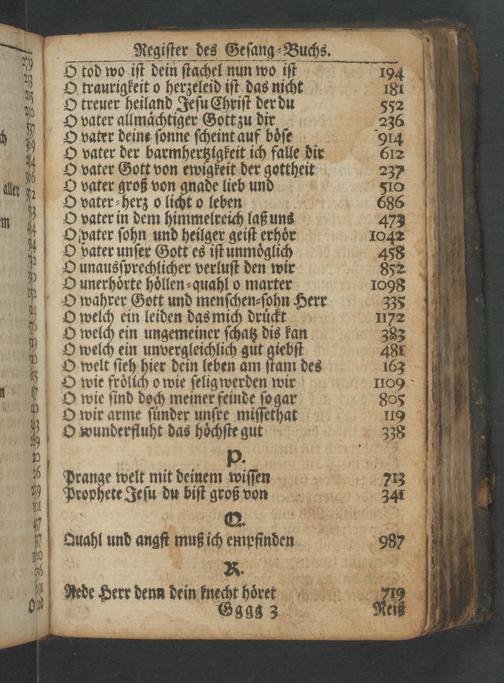 Register des Gesang-Buchs.
O tod wo ist dein stachel nun wo ist 194
O traurigkeit o herzeleid ist das nicht 181
O treuer heiland Jesu Christ der du 552
O vater allmächtiger Gott zu dir 236
O vater deine sonne scheint auf böse 914
O vater der barmhertzigkeit ich falle dir 612
O vater Gott von ewigkeit der gottheit 237
O vater groß von gnade lieb und 510
O vater-herz o licht o leben 686
O vater in dem himmelreich laß uns 473
O vater sohn und heilger geist erhör 1042
O vater unser Gott es ist unmöglich 458
O unaussprechlicher verlust den wir 852
O unerhörte höllen-quahl o marter 1098
O wahrer Gott und menschen-sohn Herr 335
O welch ein leiden das mich drückt 1172
O welch ein ungemeiner schatz dis kan 383
O welch ein unvergleichlich gut giebst 481
O welt sieh hier dein leben am stam des 163
O wie frölich o wie selig werden wir 1109
O wie sind doch meiner feinde so gar 805
O wir arme sünder unsre missethat 119
O wunderfluht das höchste gut 338
P.
Prange welt mit deinem wissen 713
Prophete Jesu du bist groß von 341
Q.
Quahl und angst muß ich empfinden 987
R.
Rede Herr denn dein knecht höret 719
Gggg 3 Reiß